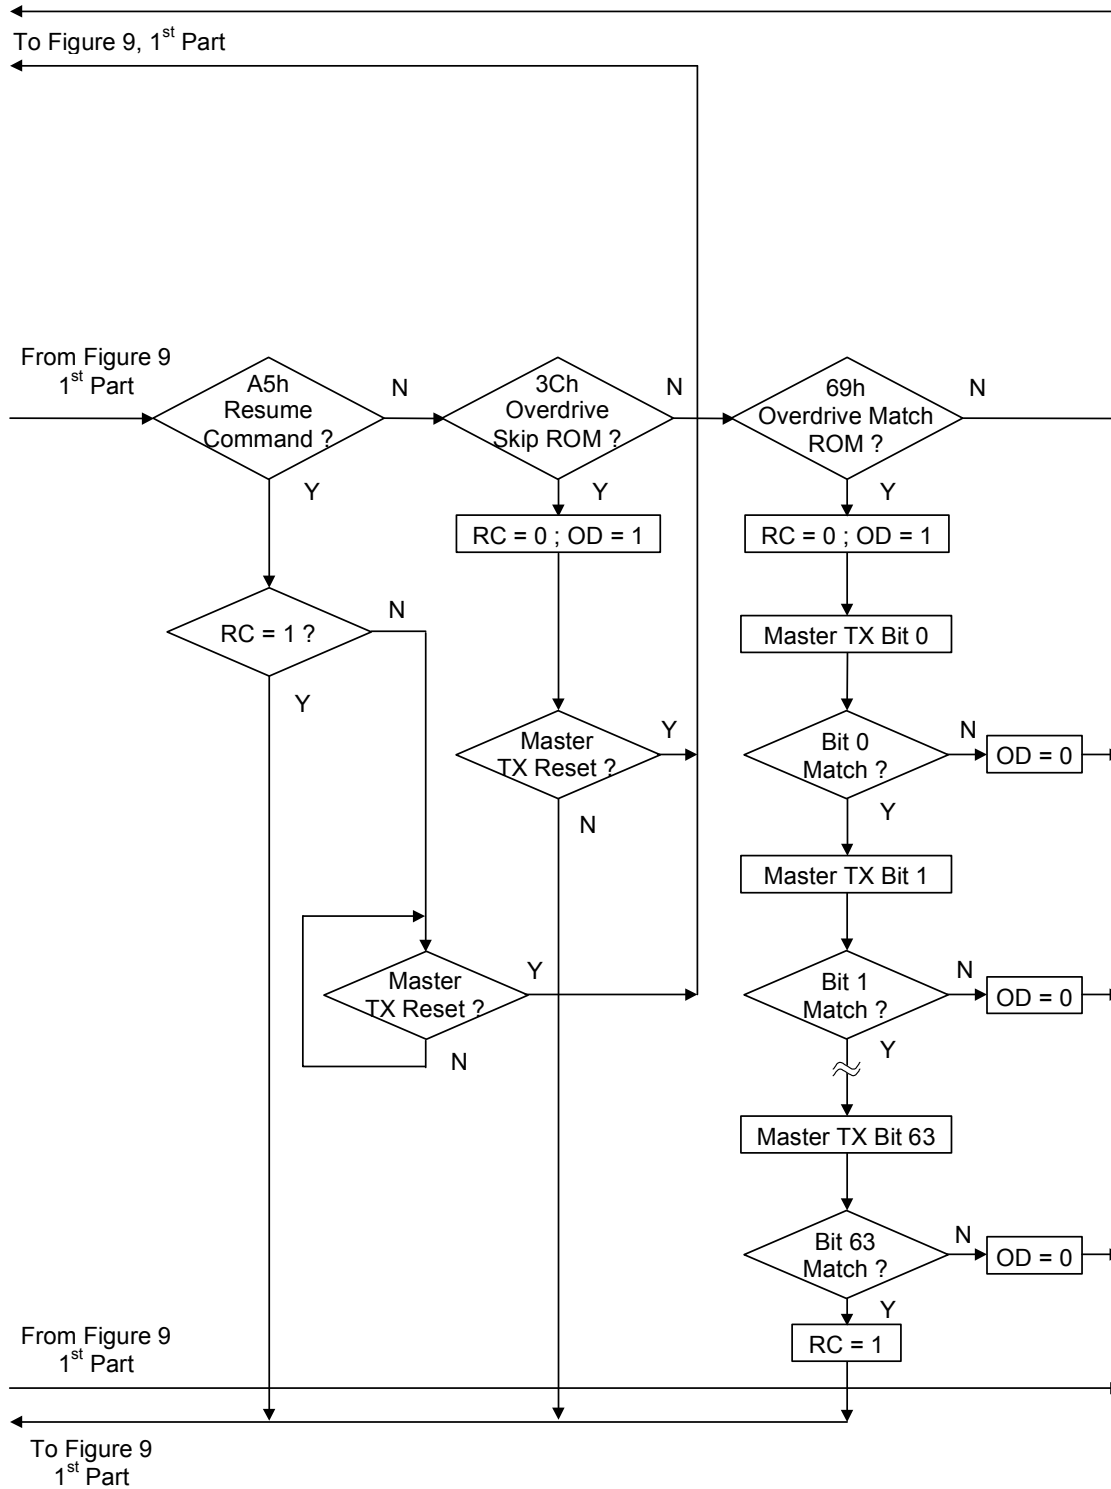 To Figure 9, 1st Part
From Figure 9
1st Part
A5h
Resume
Command ?
N
3Ch
Overdrive
Skip ROM ?
N
69h
Overdrive Match
ROM ?
N
Y
Y
Y
RC = 0 ; OD = 1
RC = 0 ; OD = 1
RC = 1 ?
N
Y
Master TX Bit 0
Master
TX Reset ?
Y
N
Bit 0
Match ?
N
OD = 0
Y
Master TX Bit 1
Master
TX Reset ?
Y
N
Bit 1
Match ?
N
OD = 0
Y
Master TX Bit 63
Bit 63
Match ?
N
OD = 0
Y
RC = 1
From Figure 9
1st Part
To Figure 9
1st Part